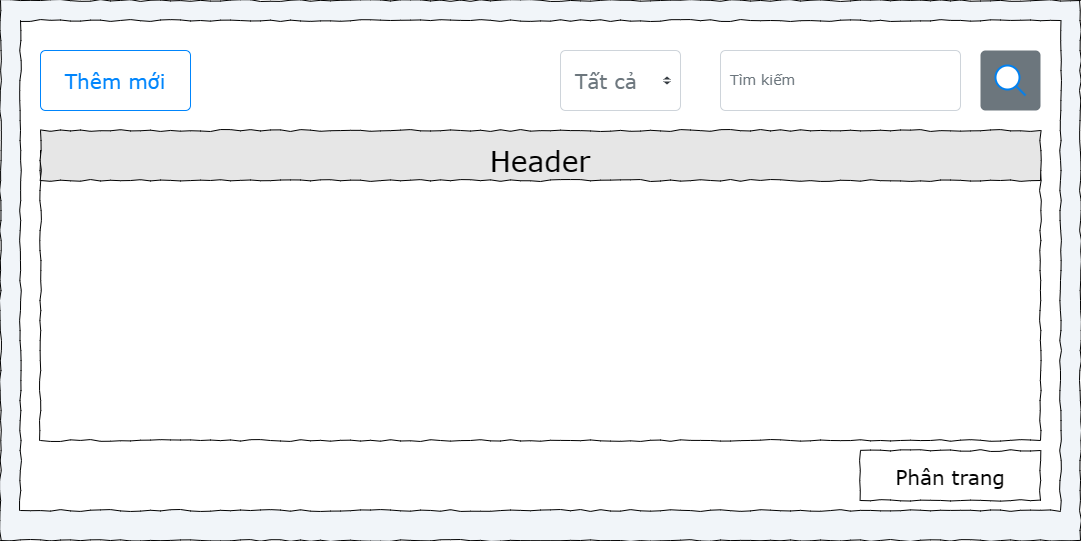 Thêm mới
Tất cả
Tìm kiếm
Header
Phân trang